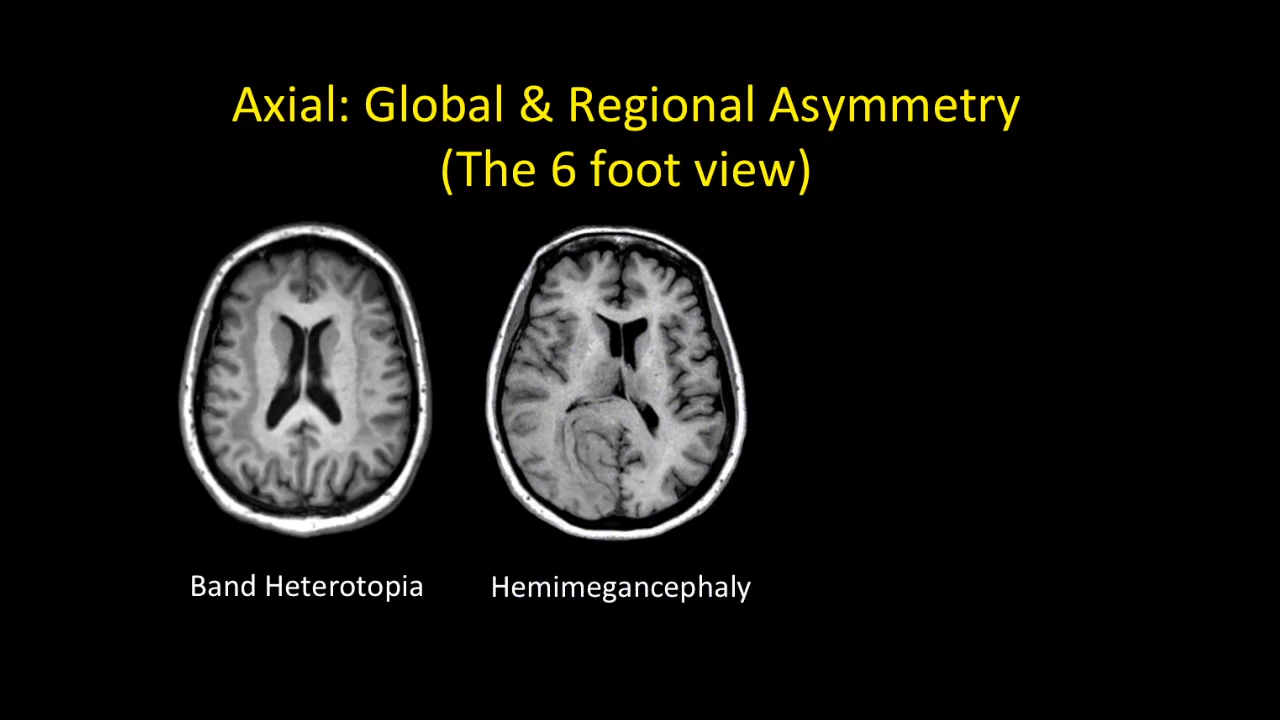 Axial: Global & Regional Asymmetry
(The 6 foot view)
Band Heterotopia
Hemimegancephaly